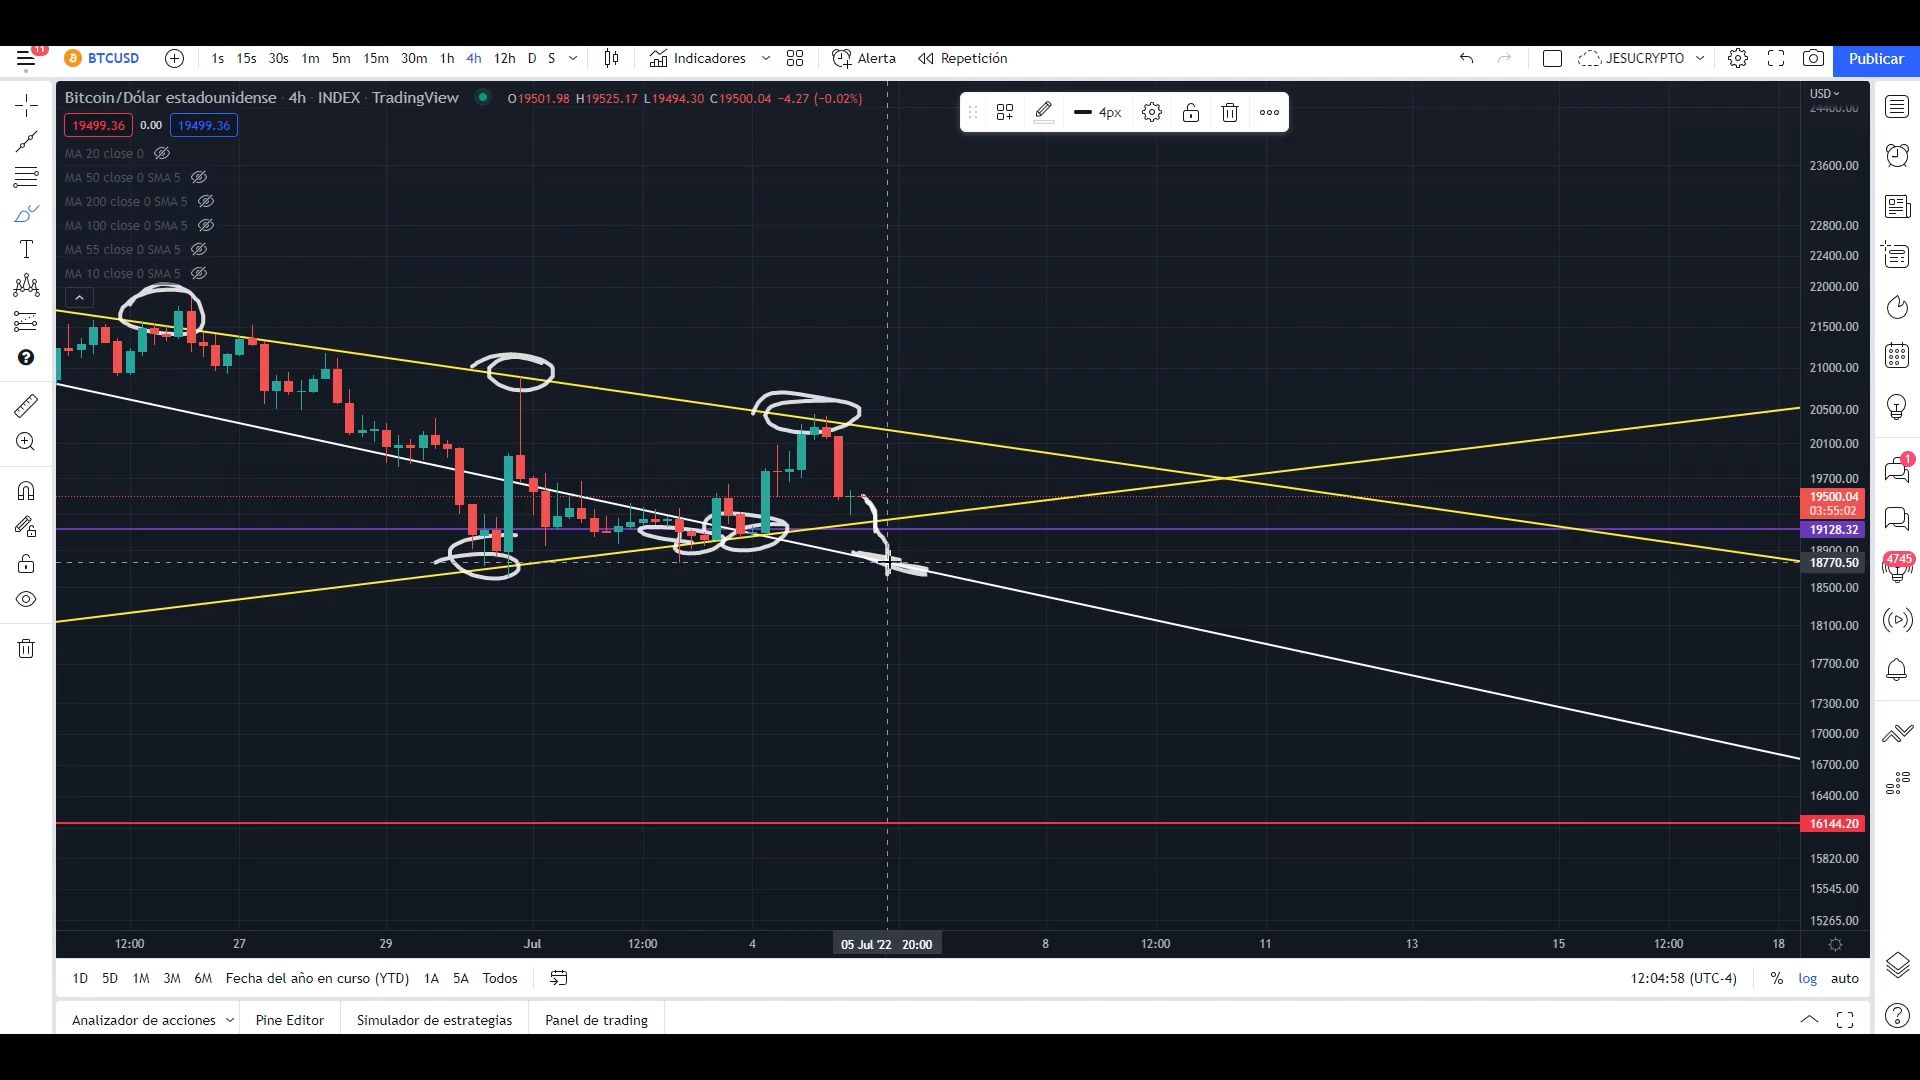 11
BTCUSD 1s 15s 30s 1m 5m 15m 30m 1h 4h 12h D S Indicadores Alerta Repetición JESUCRYPTO Publicar
Bitcoin/Dólar estadounidense · 4h · INDEX · TradingView O19501.98 H19525.17 L19494.30 C19500.04 −4.27 (−0.02%)
19499.36 0.00 19499.36
MA 20 close 0
MA 50 close 0 SMA 5
MA 200 close 0 SMA 5
MA 100 close 0 SMA 5
MA 55 close 0 SMA 5
MA 10 close 0 SMA 5
4px
USD
24400.00
23600.00
22800.00
22400.00
22000.00
21500.00
21000.00
20500.00
20100.00
19700.00
19500.04
03:55:02
19128.32
18900.00
18770.50
18500.00
18100.00
17700.00
17300.00
17000.00
16700.00
16400.00
16144.20
15820.00
15545.00
15265.00
1
4745
12:00 27 29 Jul 12:00 4 05 Jul '22 20:00 8 12:00 11 13 15 12:00 18
1D 5D 1M 3M 6M Fecha del año en curso (YTD) 1A 5A Todos 12:04:58 (UTC-4) % log auto
Analizador de acciones Pine Editor Simulador de estrategias Panel de trading